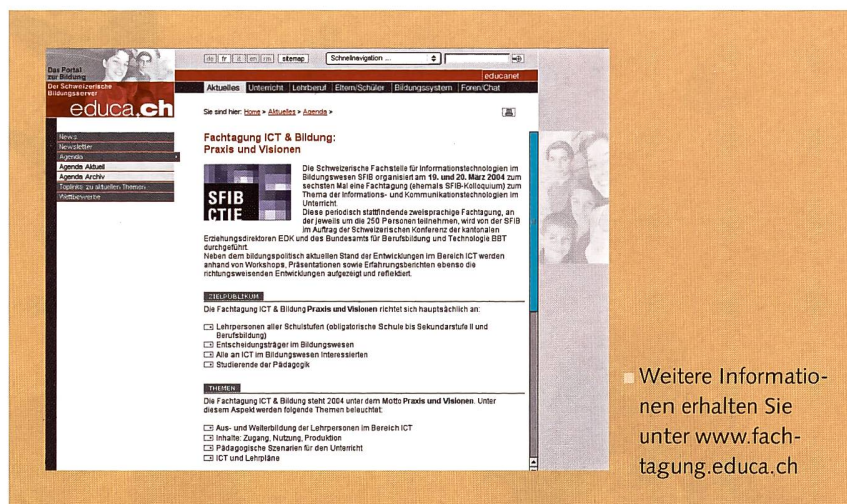 Das Portal
zur Bildung
Der Schweizerische
Bildungsserver
educa.ch
de fr it en rm sitemap Schnellnavigation ...
educanet
Aktuelles Unterricht Lehrberuf Eltern/Schüler Bildungssystem Foren/Chat
Sie sind hier: Home > Aktuelles > Agenda >
News
Newsletter
Agenda
Agenda Aktuell
Agenda Archiv
Toplinks zu aktuellen Themen
Wettbewerbe
Fachtagung ICT & Bildung:
Praxis und Visionen
SFIB
CTIE
Die Schweizerische Fachstelle für Informationstechnologien im
Bildungswesen SFIB organisiert am 19. und 20. März 2004 zum
sechsten Mal eine Fachtagung (ehemals SFIB-Kolloquium) zum
Thema der Informations- und Kommunikationstechnologien im
Unterricht.
Diese periodisch stattfindende zweisprachige Fachtagung, an
der jeweils um die 250 Personen teilnehmen, wird von der SFIB
im Auftrag der Schweizerischen Konferenz der kantonalen
Erziehungsdirektoren EDK und des Bundesamts für Berufsbildung und Technologie BBT
durchgeführt.
Neben dem bildungspolitisch aktuellen Stand der Entwicklungen im Bereich ICT werden
anhand von Workshops, Präsentationen sowie Erfahrungsberichten ebenso die
richtungsweisenden Entwicklungen aufgezeigt und reflektiert.
ZIELPUBLIKUM
Die Fachtagung ICT & Bildung Praxis und Visionen richtet sich hauptsächlich an:
Lehrpersonen aller Schulstufen (obligatorische Schule bis Sekundarstufe II und
Berufsbildung)
Entscheidungsträger im Bildungswesen
Alle an ICT im Bildungswesen Interessierten
Studierende der Pädagogik
THEMEN
Die Fachtagung ICT & Bildung steht 2004 unter dem Motto Praxis und Visionen. Unter
diesem Aspekt werden folgende Themen beleuchtet:
Aus- und Weiterbildung der Lehrpersonen im Bereich ICT
Inhalte: Zugang, Nutzung, Produktion
Pädagogische Szenarien für den Unterricht
ICT und Lehrpläne
Weitere Informatio-
nen erhalten Sie
unter www.fach-
tagung.educa.ch